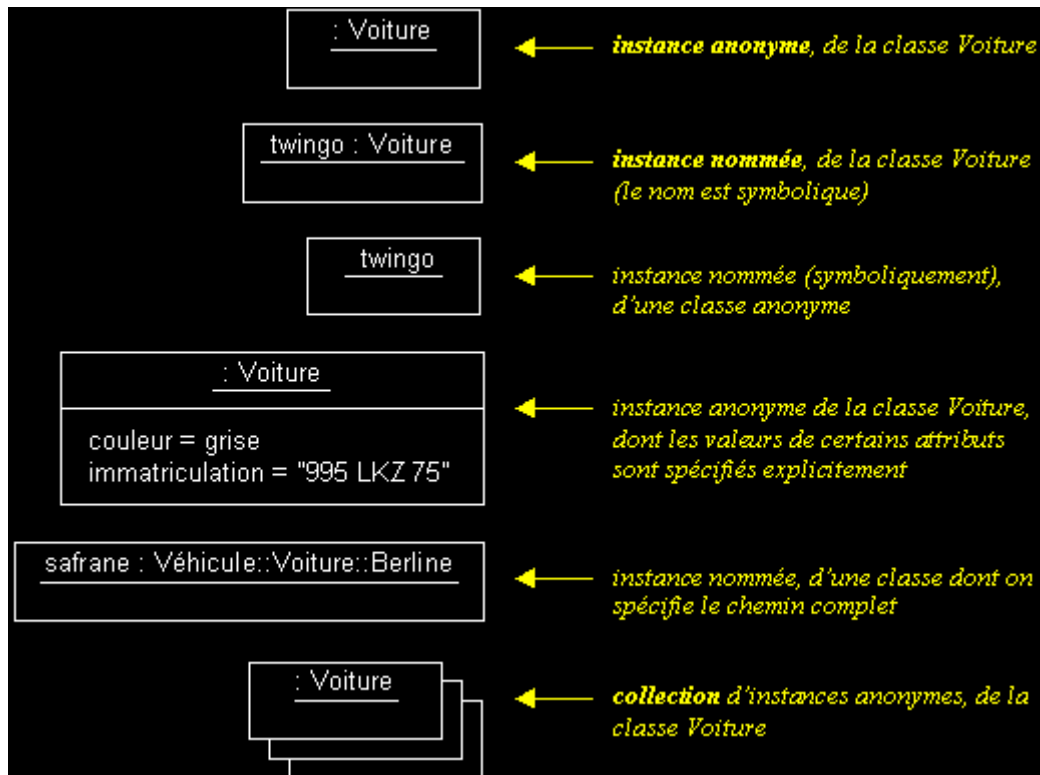 : Voiture
instance anonyme, de la classe Voiture
twingo : Voiture
instance nommée, de la classe Voiture
(le nom est symbolique)
twingo
instance nommée (symboliquement),
d'une classe anonyme
: Voiture
couleur = grise
immatriculation = "995 LKZ 75"
instance anonyme de la classe Voiture,
dont les valeurs de certains attributs
sont spécifiés explicitement
safrane : Véhicule::Voiture::Berline
instance nommée, d'une classe dont on
spécifie le chemin complet
: Voiture
collection d'instances anonymes, de la
classe Voiture